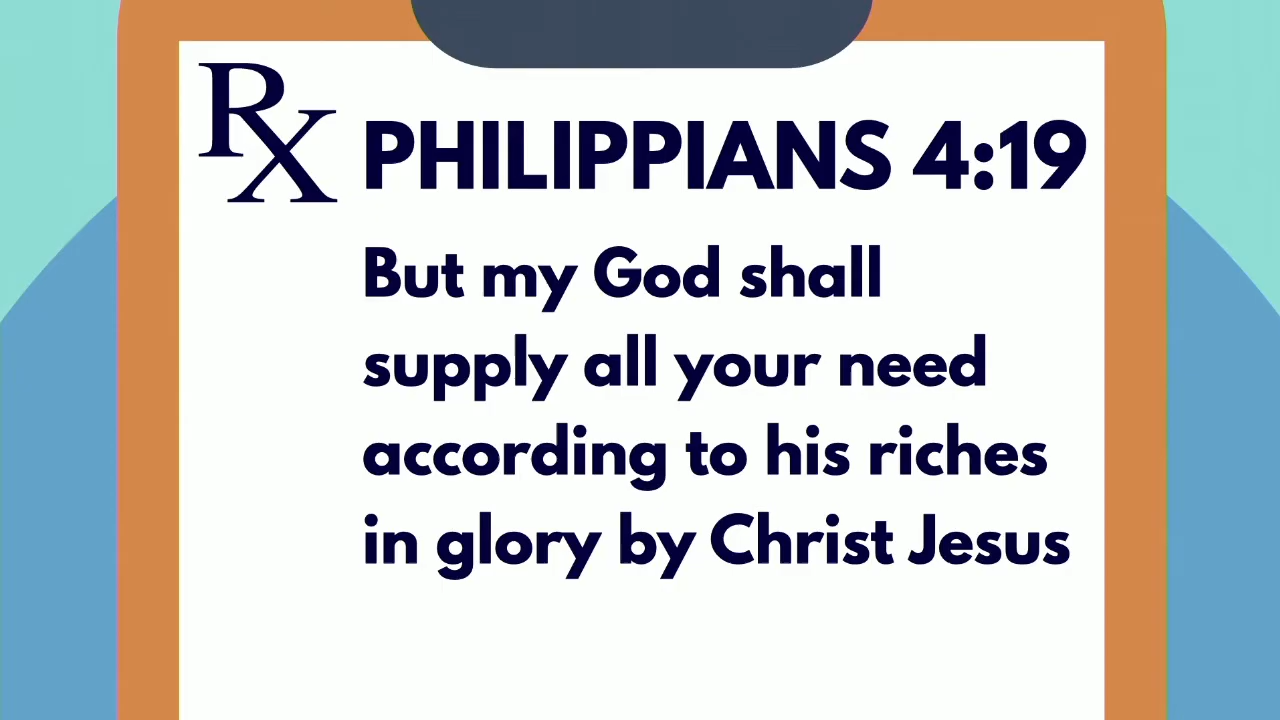 Rx
PHILIPPIANS 4:19
But my God shall
supply all your need
according to his riches
in glory by Christ Jesus